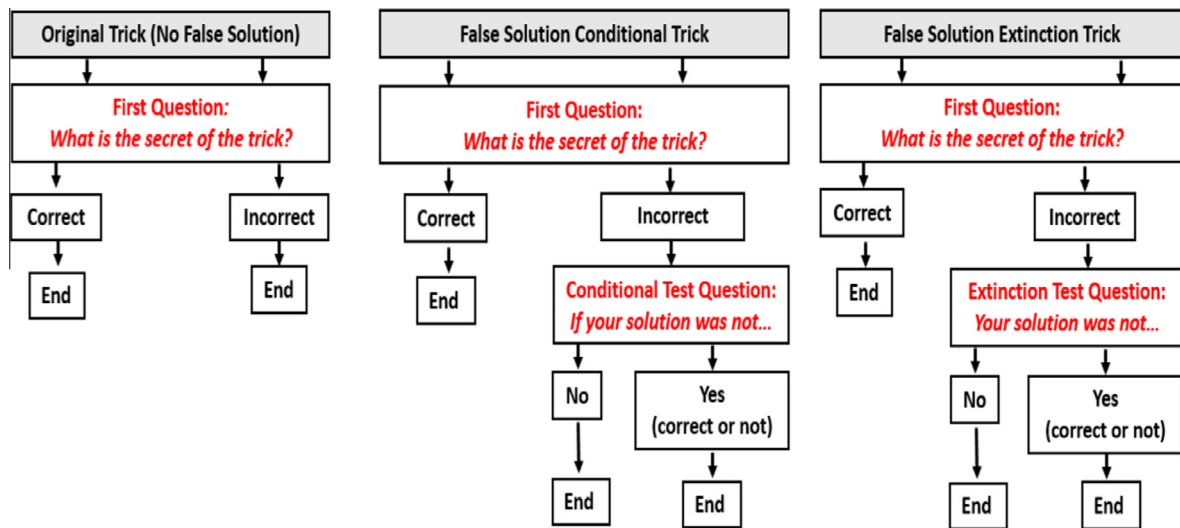 Original Trick (No False Solution)
First Question:
What is the secret of the trick?
Correct
Incorrect
End
End
False Solution Conditional Trick
First Question:
What is the secret of the trick?
Correct
Incorrect
End
Conditional Test Question:
If your solution was not...
No
Yes
(correct or not)
End
End
False Solution Extinction Trick
First Question:
What is the secret of the trick?
Correct
Incorrect
End
Extinction Test Question:
Your solution was not...
No
Yes
(correct or not)
End
End